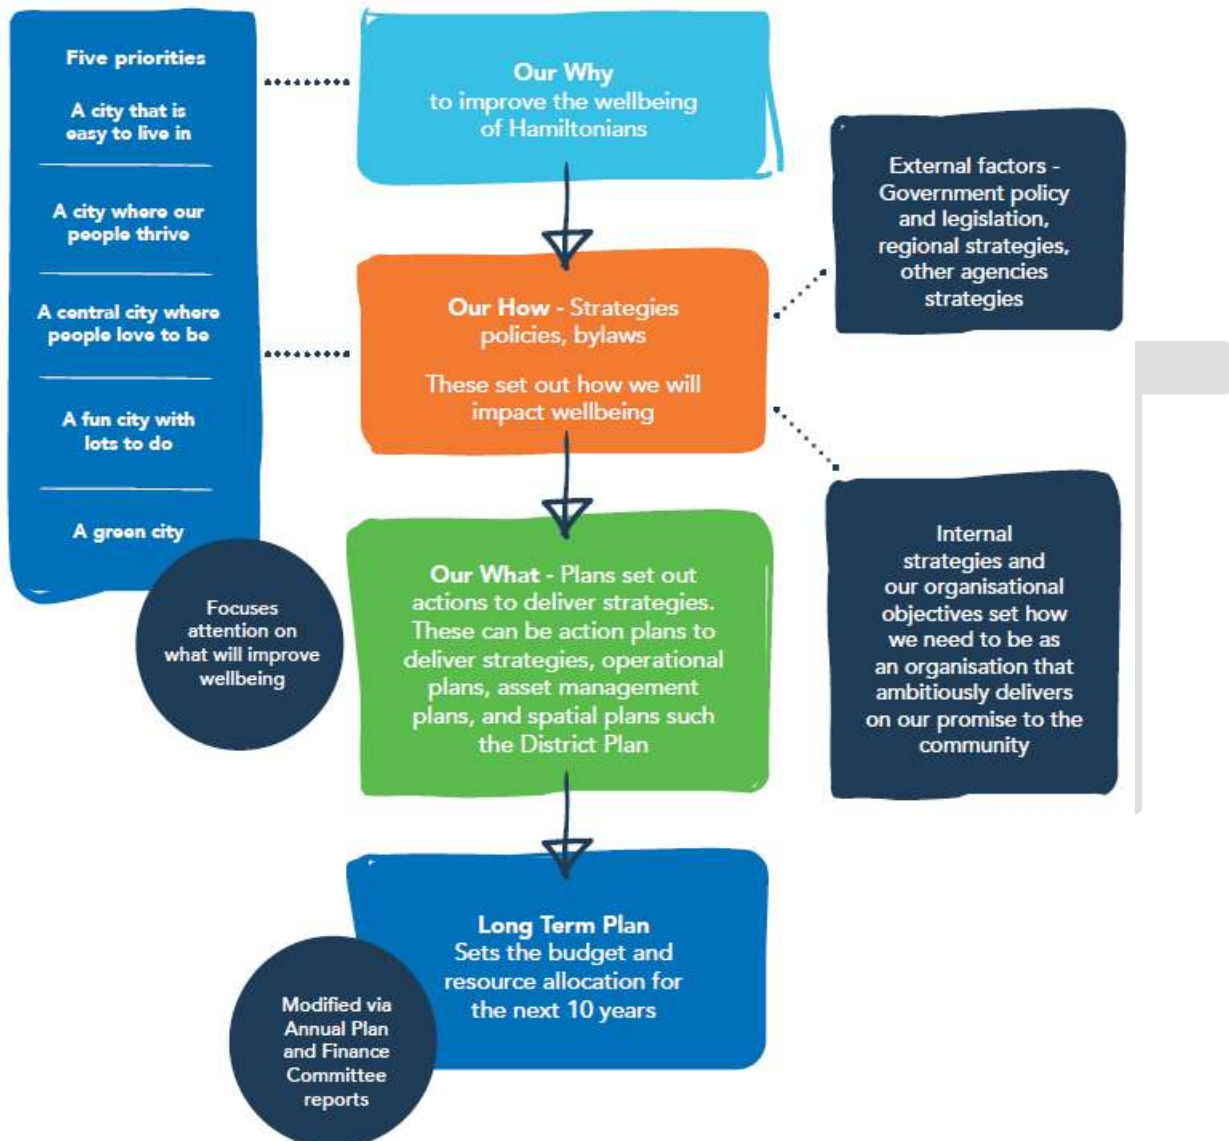 Five priorities
A city that is
easy to live in
A city where our
people thrive
A central city where
people love to be
A fun city with
lots to do
A green city
Focuses
attention on
what will improve
wellbeing
Our Why
to improve the wellbeing
of Hamiltonians
Our How - Strategies
policies, bylaws
These set out how we will
impact wellbeing
External factors -
Government policy
and legislation,
regional strategies,
other agencies
strategies
Internal
strategies and
our organisational
objectives set how
we need to be as
an organisation that
ambitiously delivers
on our promise to the
community
Our What - Plans set out
actions to deliver strategies.
These can be action plans to
deliver strategies, operational
plans, asset management
plans, and spatial plans such
the District Plan
Long Term Plan
Sets the budget and
resource allocation for
the next 10 years
Modified via
Annual Plan
and Finance
Committee
reports